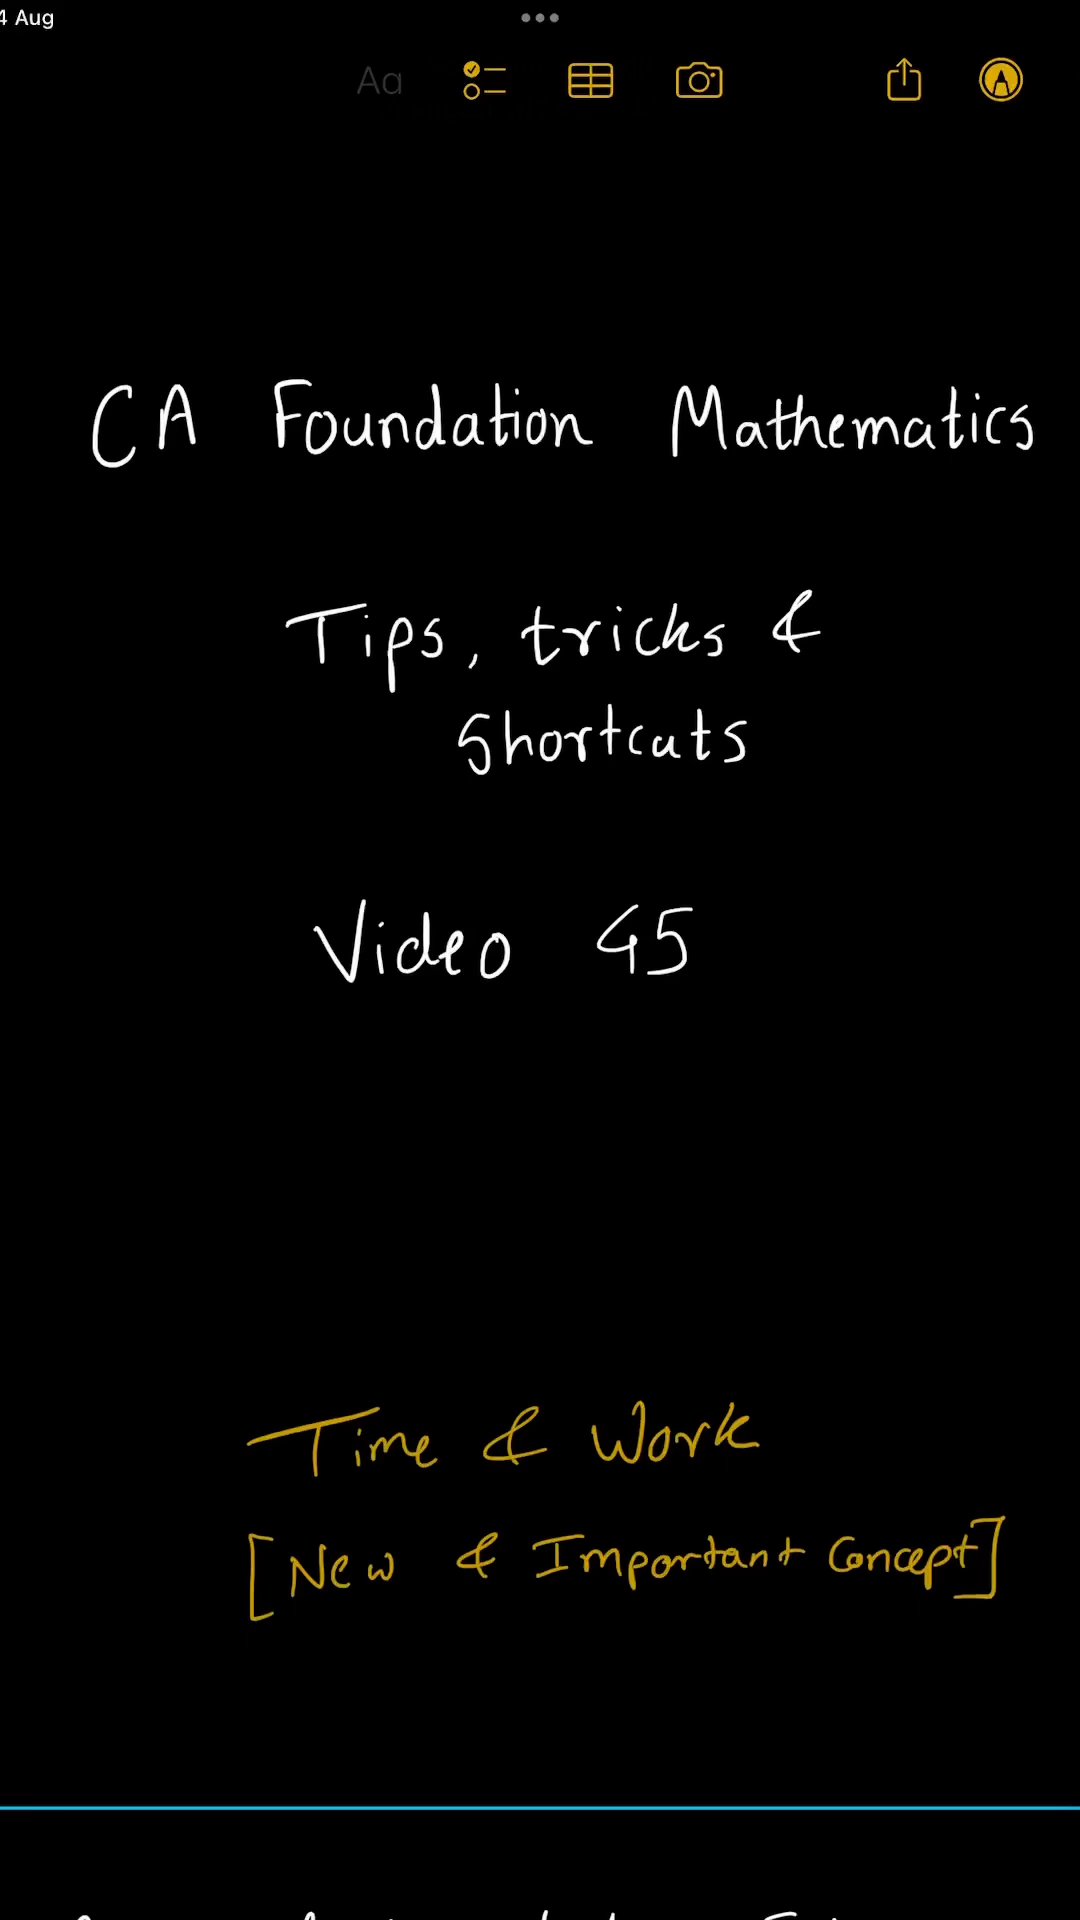 4 Aug
Aa
CA Foundation Mathematics
Tips, tricks &
Shortcuts
Video 45
Time & Work
[New & Important Concept]